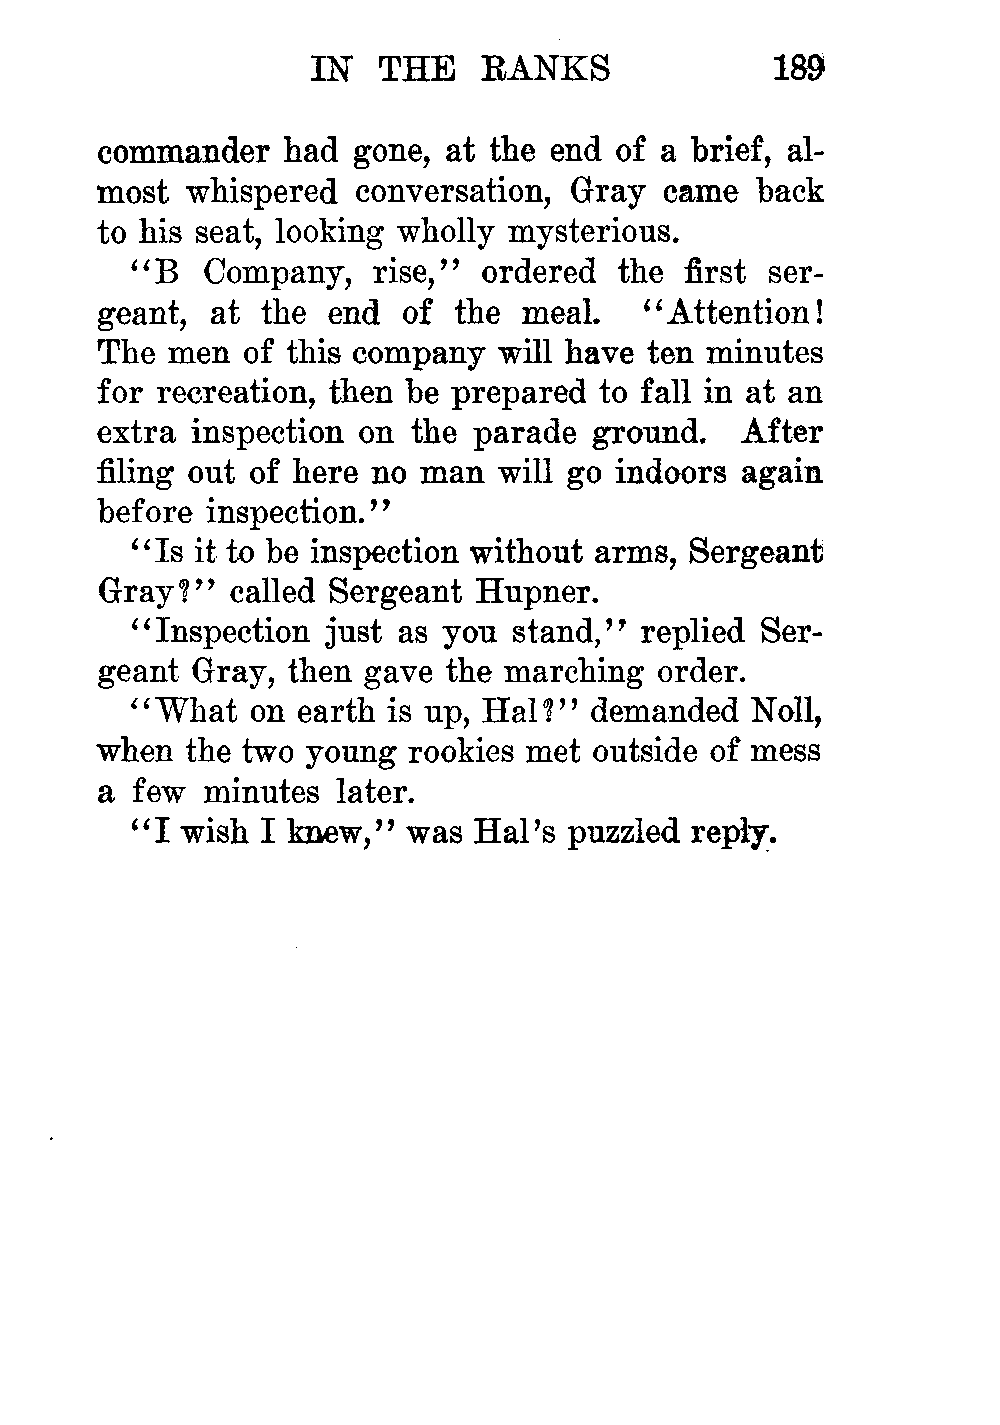 IN THE RANKS 189
commander had gone, at the end of a brief, al-
most whispered conversation, Gray came back
to his seat, looking wholly mysterious.
“B Company, rise,” ordered the first ser-
geant, at the end of the meal. “Attention!
The men of this company will have ten minutes
for recreation, then be prepared to fall in at an
extra inspection on the parade ground. After
filing out of here no man will go indoors again
before inspection.”
“Is it to be inspection without arms, Sergeant
Gray?” called Sergeant Hupner.
“Inspection just as you stand,” replied Ser-
geant Gray, then gave the marching order.
“What on earth is up, Hal?” demanded Noll,
when the two young rookies met outside of mess
a few minutes later.
“I wish I knew,” was Hal’s puzzled reply.